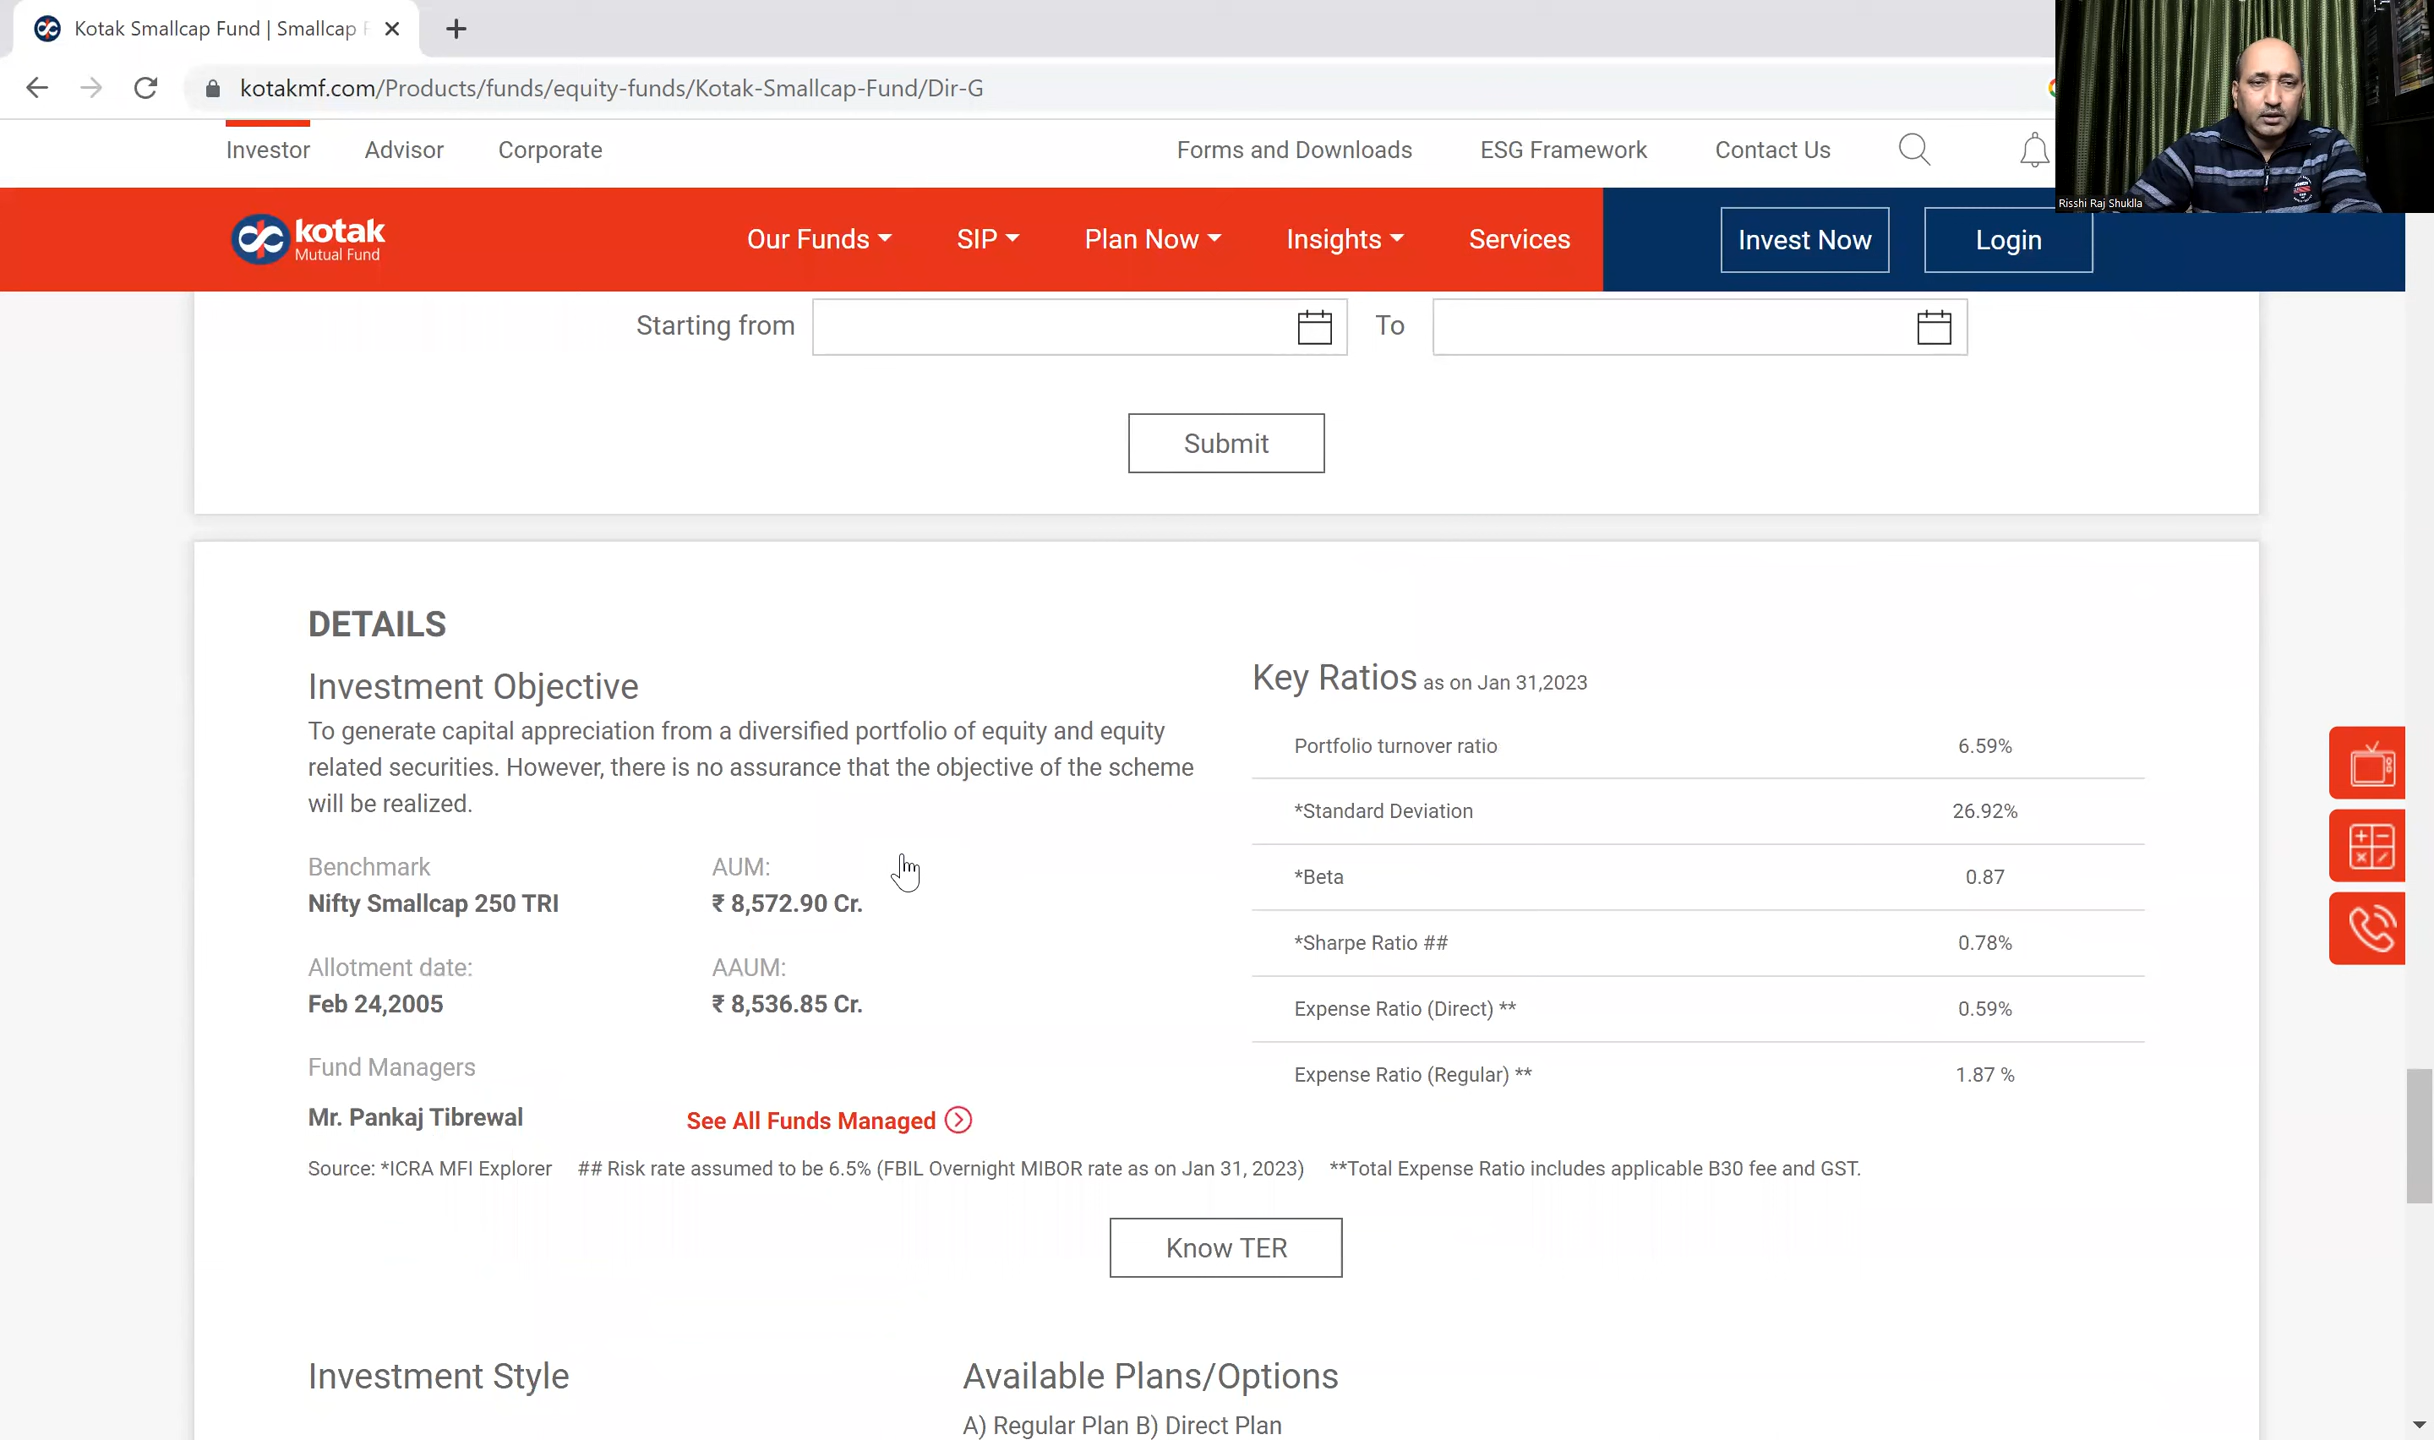 Kotak Smallcap Fund | Smallcap F
kotakmf.com/Products/funds/equity-funds/Kotak-Smallcap-Fund/Dir-G
Risshi Raj Shuklla
Investor Advisor Corporate Forms and Downloads ESG Framework Contact Us
kotak
Mutual Fund
Our Funds SIP Plan Now Insights Services Invest Now Login
Starting from To
Submit
DETAILS
Investment Objective
To generate capital appreciation from a diversified portfolio of equity and equity
related securities. However, there is no assurance that the objective of the scheme
will be realized.
Benchmark AUM:
Nifty Smallcap 250 TRI ₹ 8,572.90 Cr.
Allotment date: AAUM:
Feb 24,2005 ₹ 8,536.85 Cr.
Fund Managers
Mr. Pankaj Tibrewal See All Funds Managed
Key Ratios as on Jan 31,2023
Portfolio turnover ratio 6.59%
*Standard Deviation 26.92%
*Beta 0.87
*Sharpe Ratio ## 0.78%
Expense Ratio (Direct) ** 0.59%
Expense Ratio (Regular) ** 1.87 %
Source: *ICRA MFI Explorer ## Risk rate assumed to be 6.5% (FBIL Overnight MIBOR rate as on Jan 31, 2023) **Total Expense Ratio includes applicable B30 fee and GST.
Know TER
Investment Style
Available Plans/Options
A) Regular Plan B) Direct Plan